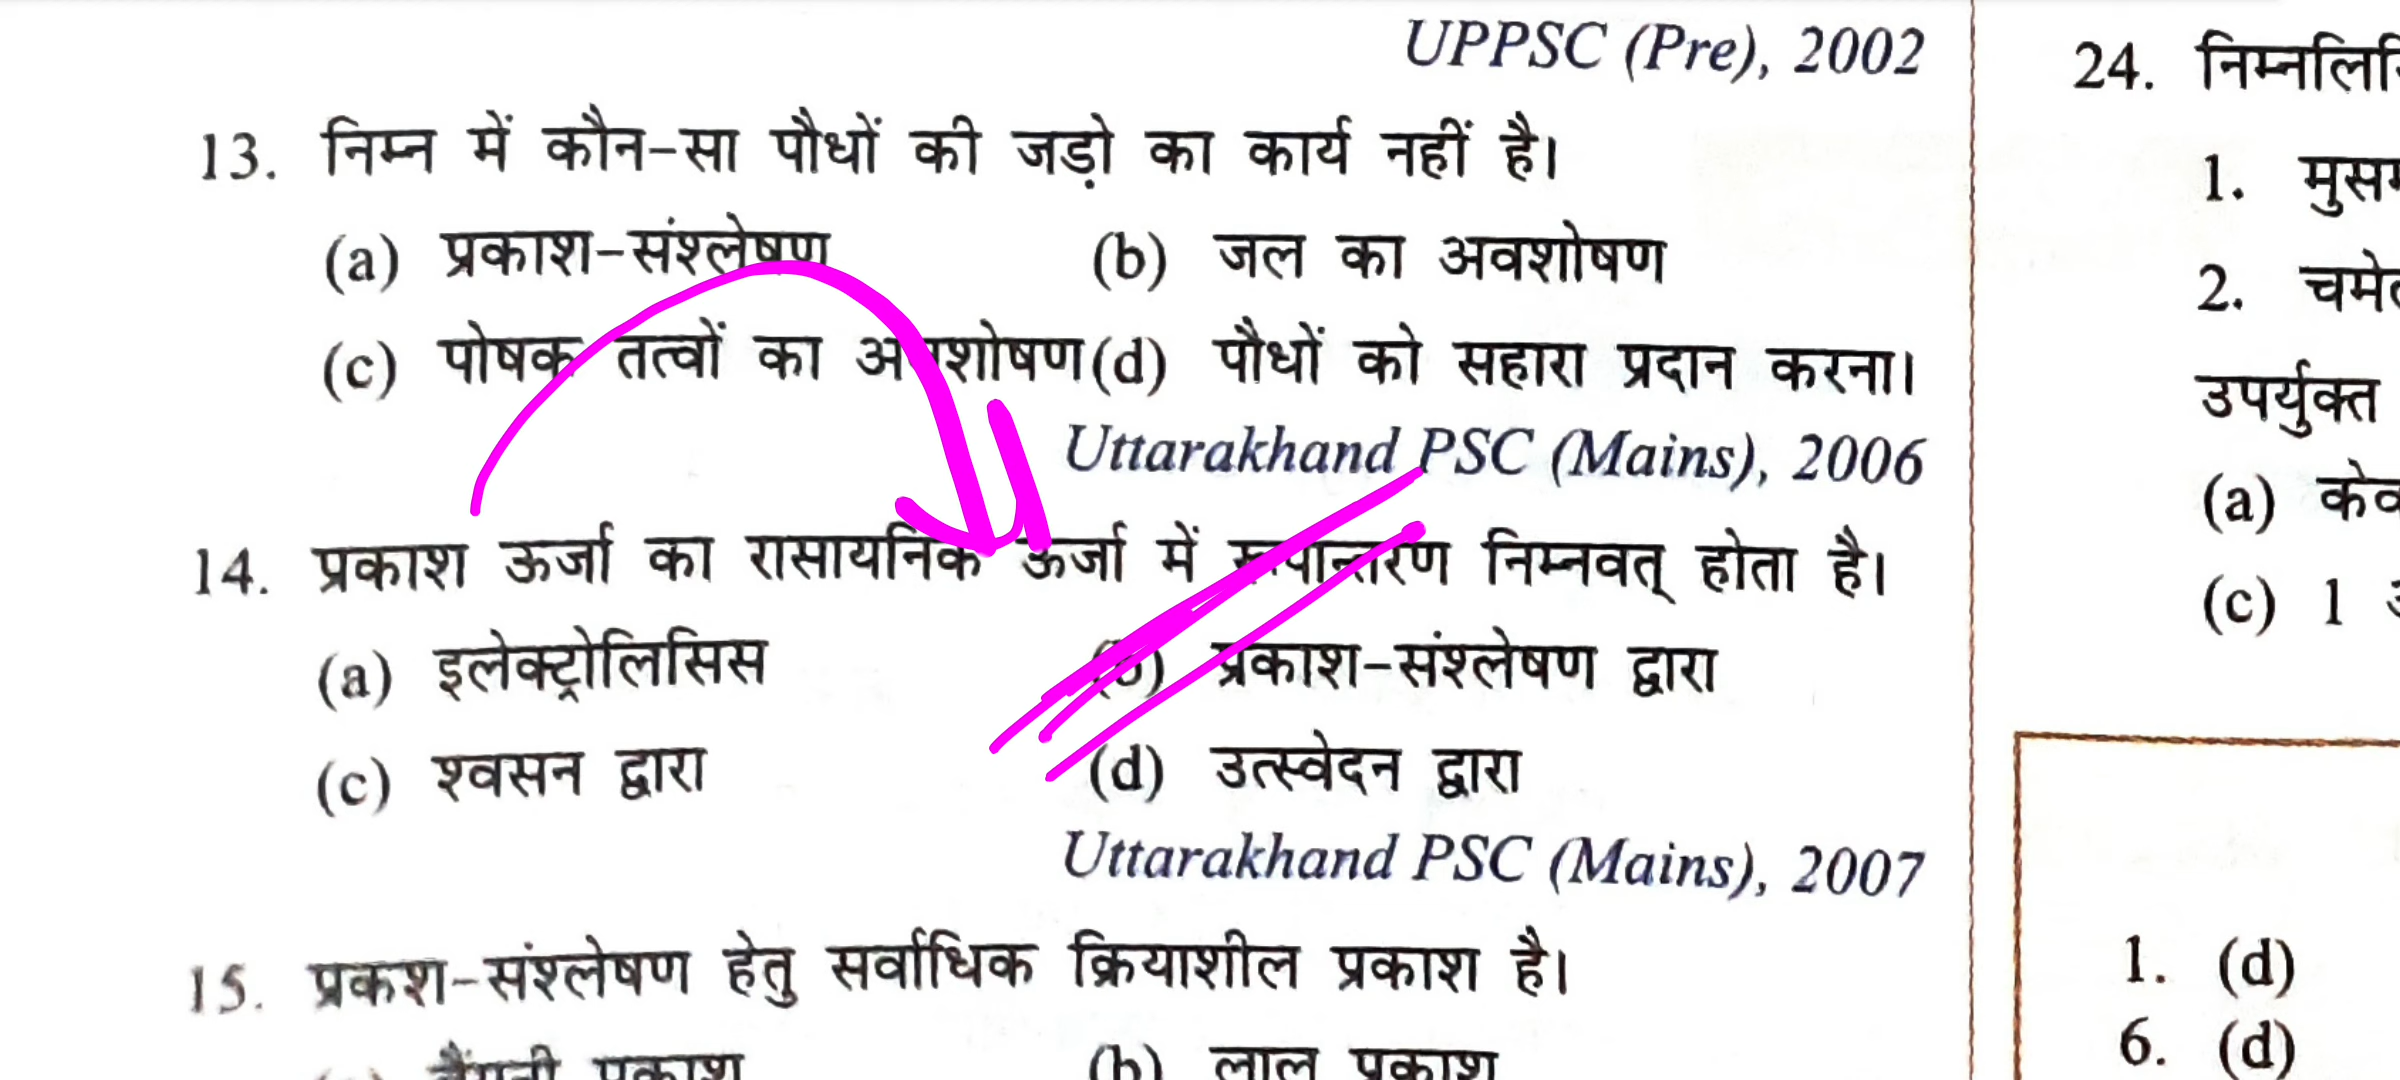 UPPSC (Pre), 2002
13. निम्न में कौन-सा पौधों की जड़ो का कार्य नहीं है।
(a) प्रकाश-संश्लेषण (b) जल का अवशोषण
(c) पोषक तत्वों का अवशोषण (d) पौधों को सहारा प्रदान करना।
Uttarakhand PSC (Mains), 2006
14. प्रकाश ऊर्जा का रासायनिक ऊर्जा में रूपान्तरण निम्नवत् होता है।
(a) इलेक्ट्रोलिसिस (b) प्रकाश-संश्लेषण द्वारा
(c) श्वसन द्वारा (d) उत्स्वेदन द्वारा
Uttarakhand PSC (Mains), 2007
15. प्रकश-संश्लेषण हेतु सर्वाधिक क्रियाशील प्रकाश है।
प्रकाश (b) लाल प्रकाश
24.
1.
2.
उपर्युक्त
(a)
(c) 1
1. (d)
6. (d)